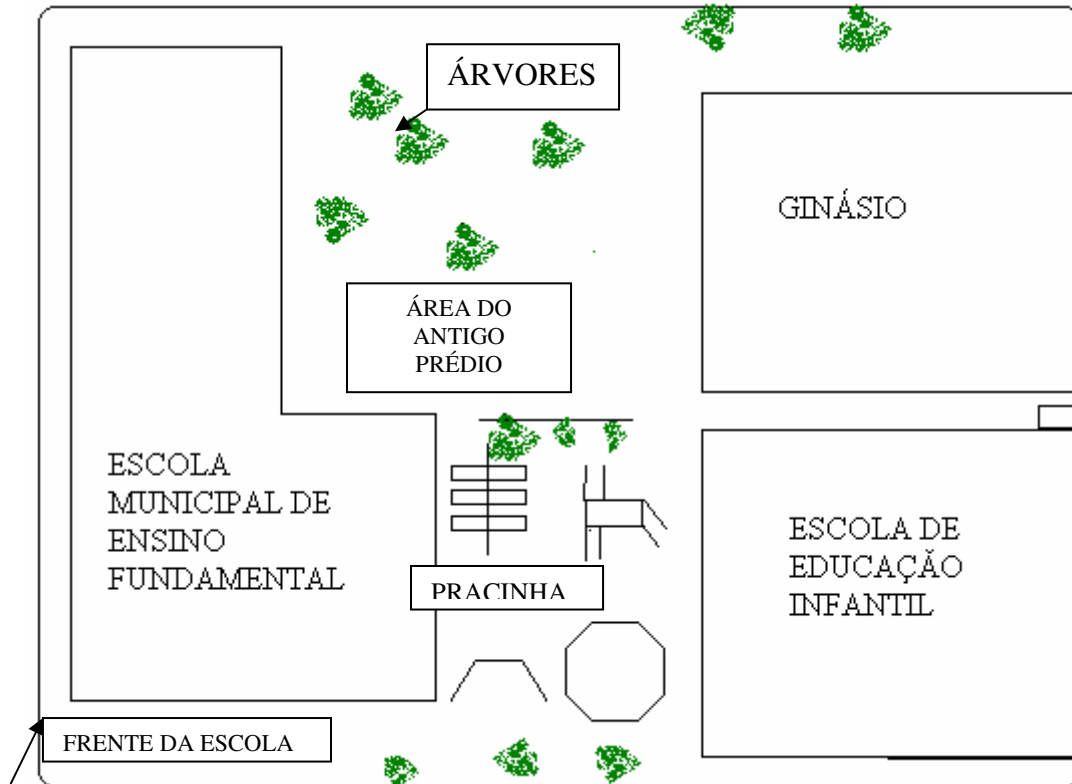 ÁRVORES
GINÁSIO
ÁREA DO
ANTIGO
PRÉDIO
ESCOLA
MUNICIPAL DE
ENSINO
FUNDAMENTAL
ESCOLA DE
EDUCAÇÃO
INFANTIL
PRACINHA
FRENTE DA ESCOLA